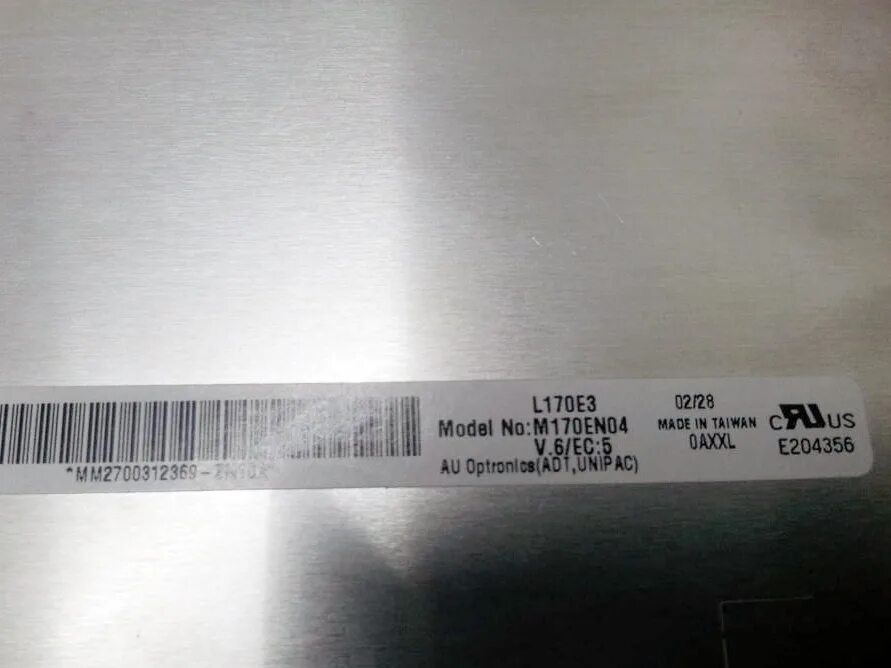 L170E3
Model No:M170EN04
V.6/EC:5
AU Optronics(ADT,UNIPAC)
02/28
MADE IN TAIWAN
0AXXL
C RU US
E204356